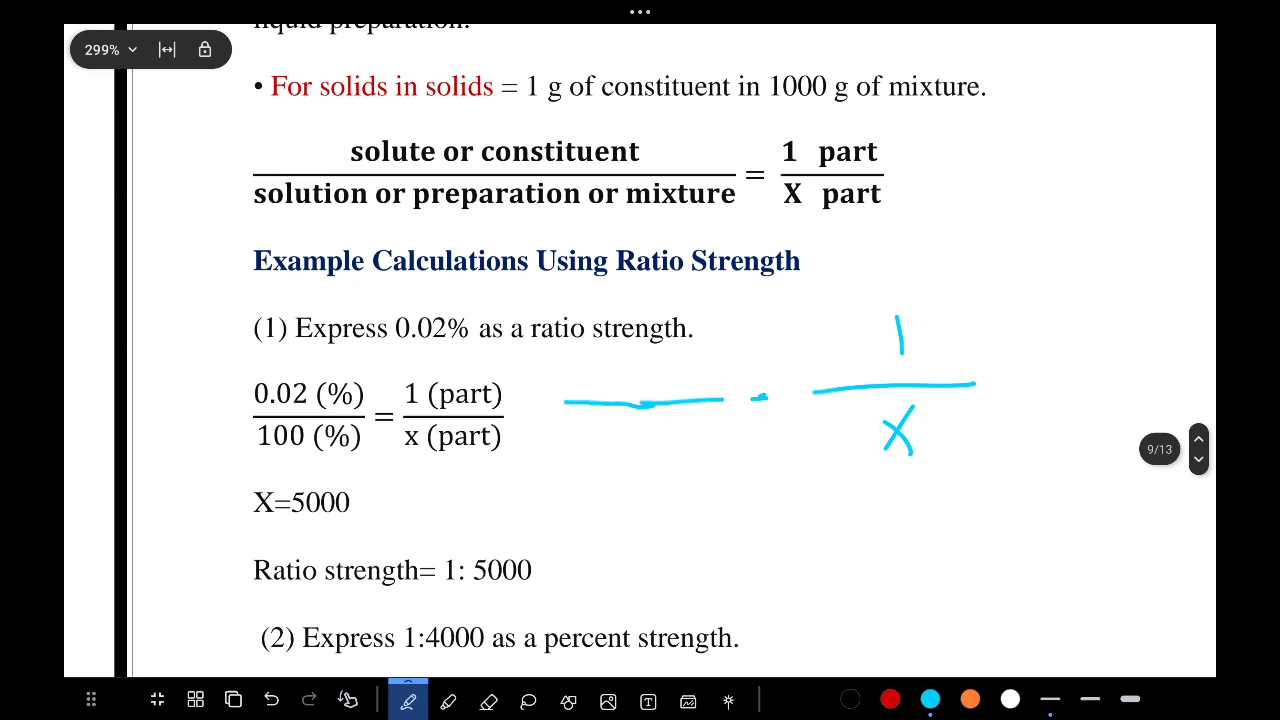 299%
liquid preparation.
• For solids in solids = 1 g of constituent in 1000 g of mixture.
solute or constituent
solution or preparation or mixture
=
1 part
X part
Example Calculations Using Ratio Strength
(1) Express 0.02% as a ratio strength.
0.02 (%)
100 (%)
=
1 (part)
x (part)
- 
1
X
9/13
X=5000
Ratio strength= 1: 5000
(2) Express 1:4000 as a percent strength.
T